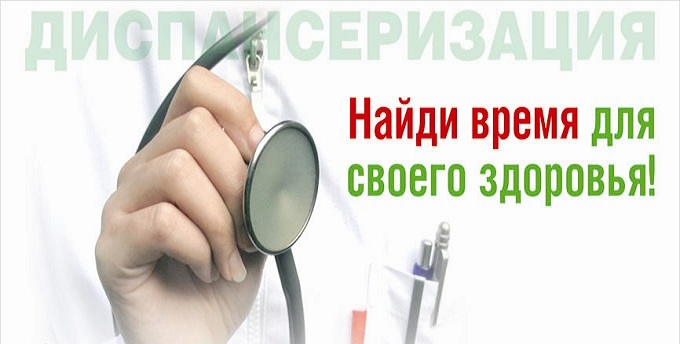 ДИСПАНСЕРИЗАЦИЯ
Найди время для
своего здоровья!